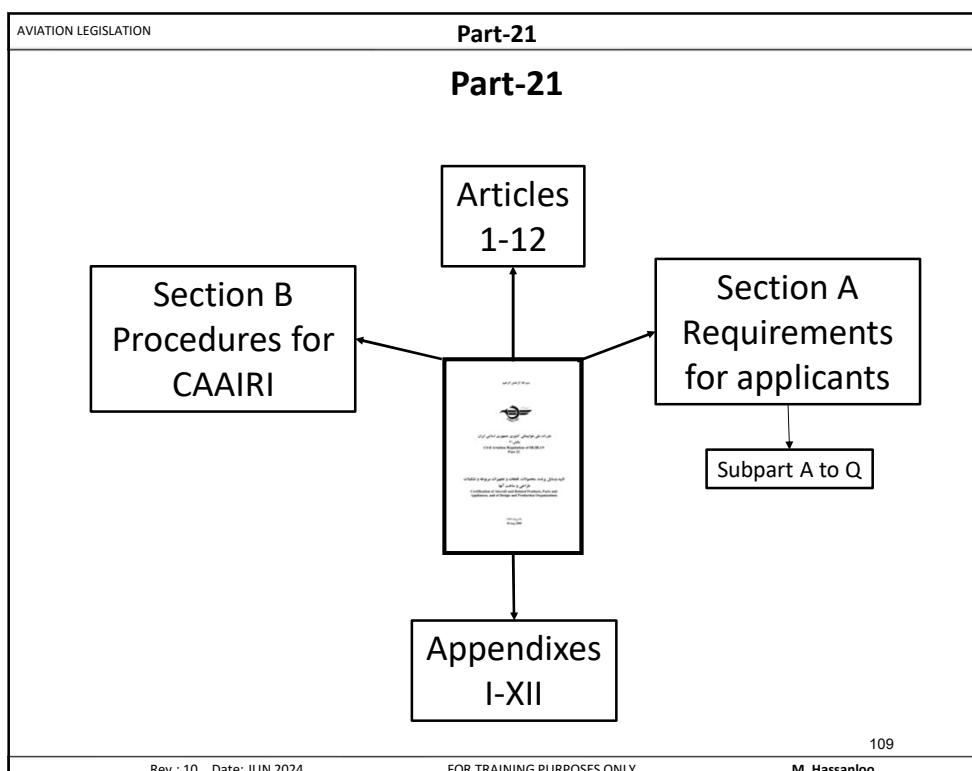 AVIATION LEGISLATION
Part-21
Part-21
Articles
1-12
Section B
Procedures for
CAAIRI
Section A
Requirements
for applicants
Subpart A to Q
Appendixes
I-XII
109
Rev.: 10 Date: JUN 2024
FOR TRAINING PURPOSES ONLY
M. Hassanloo